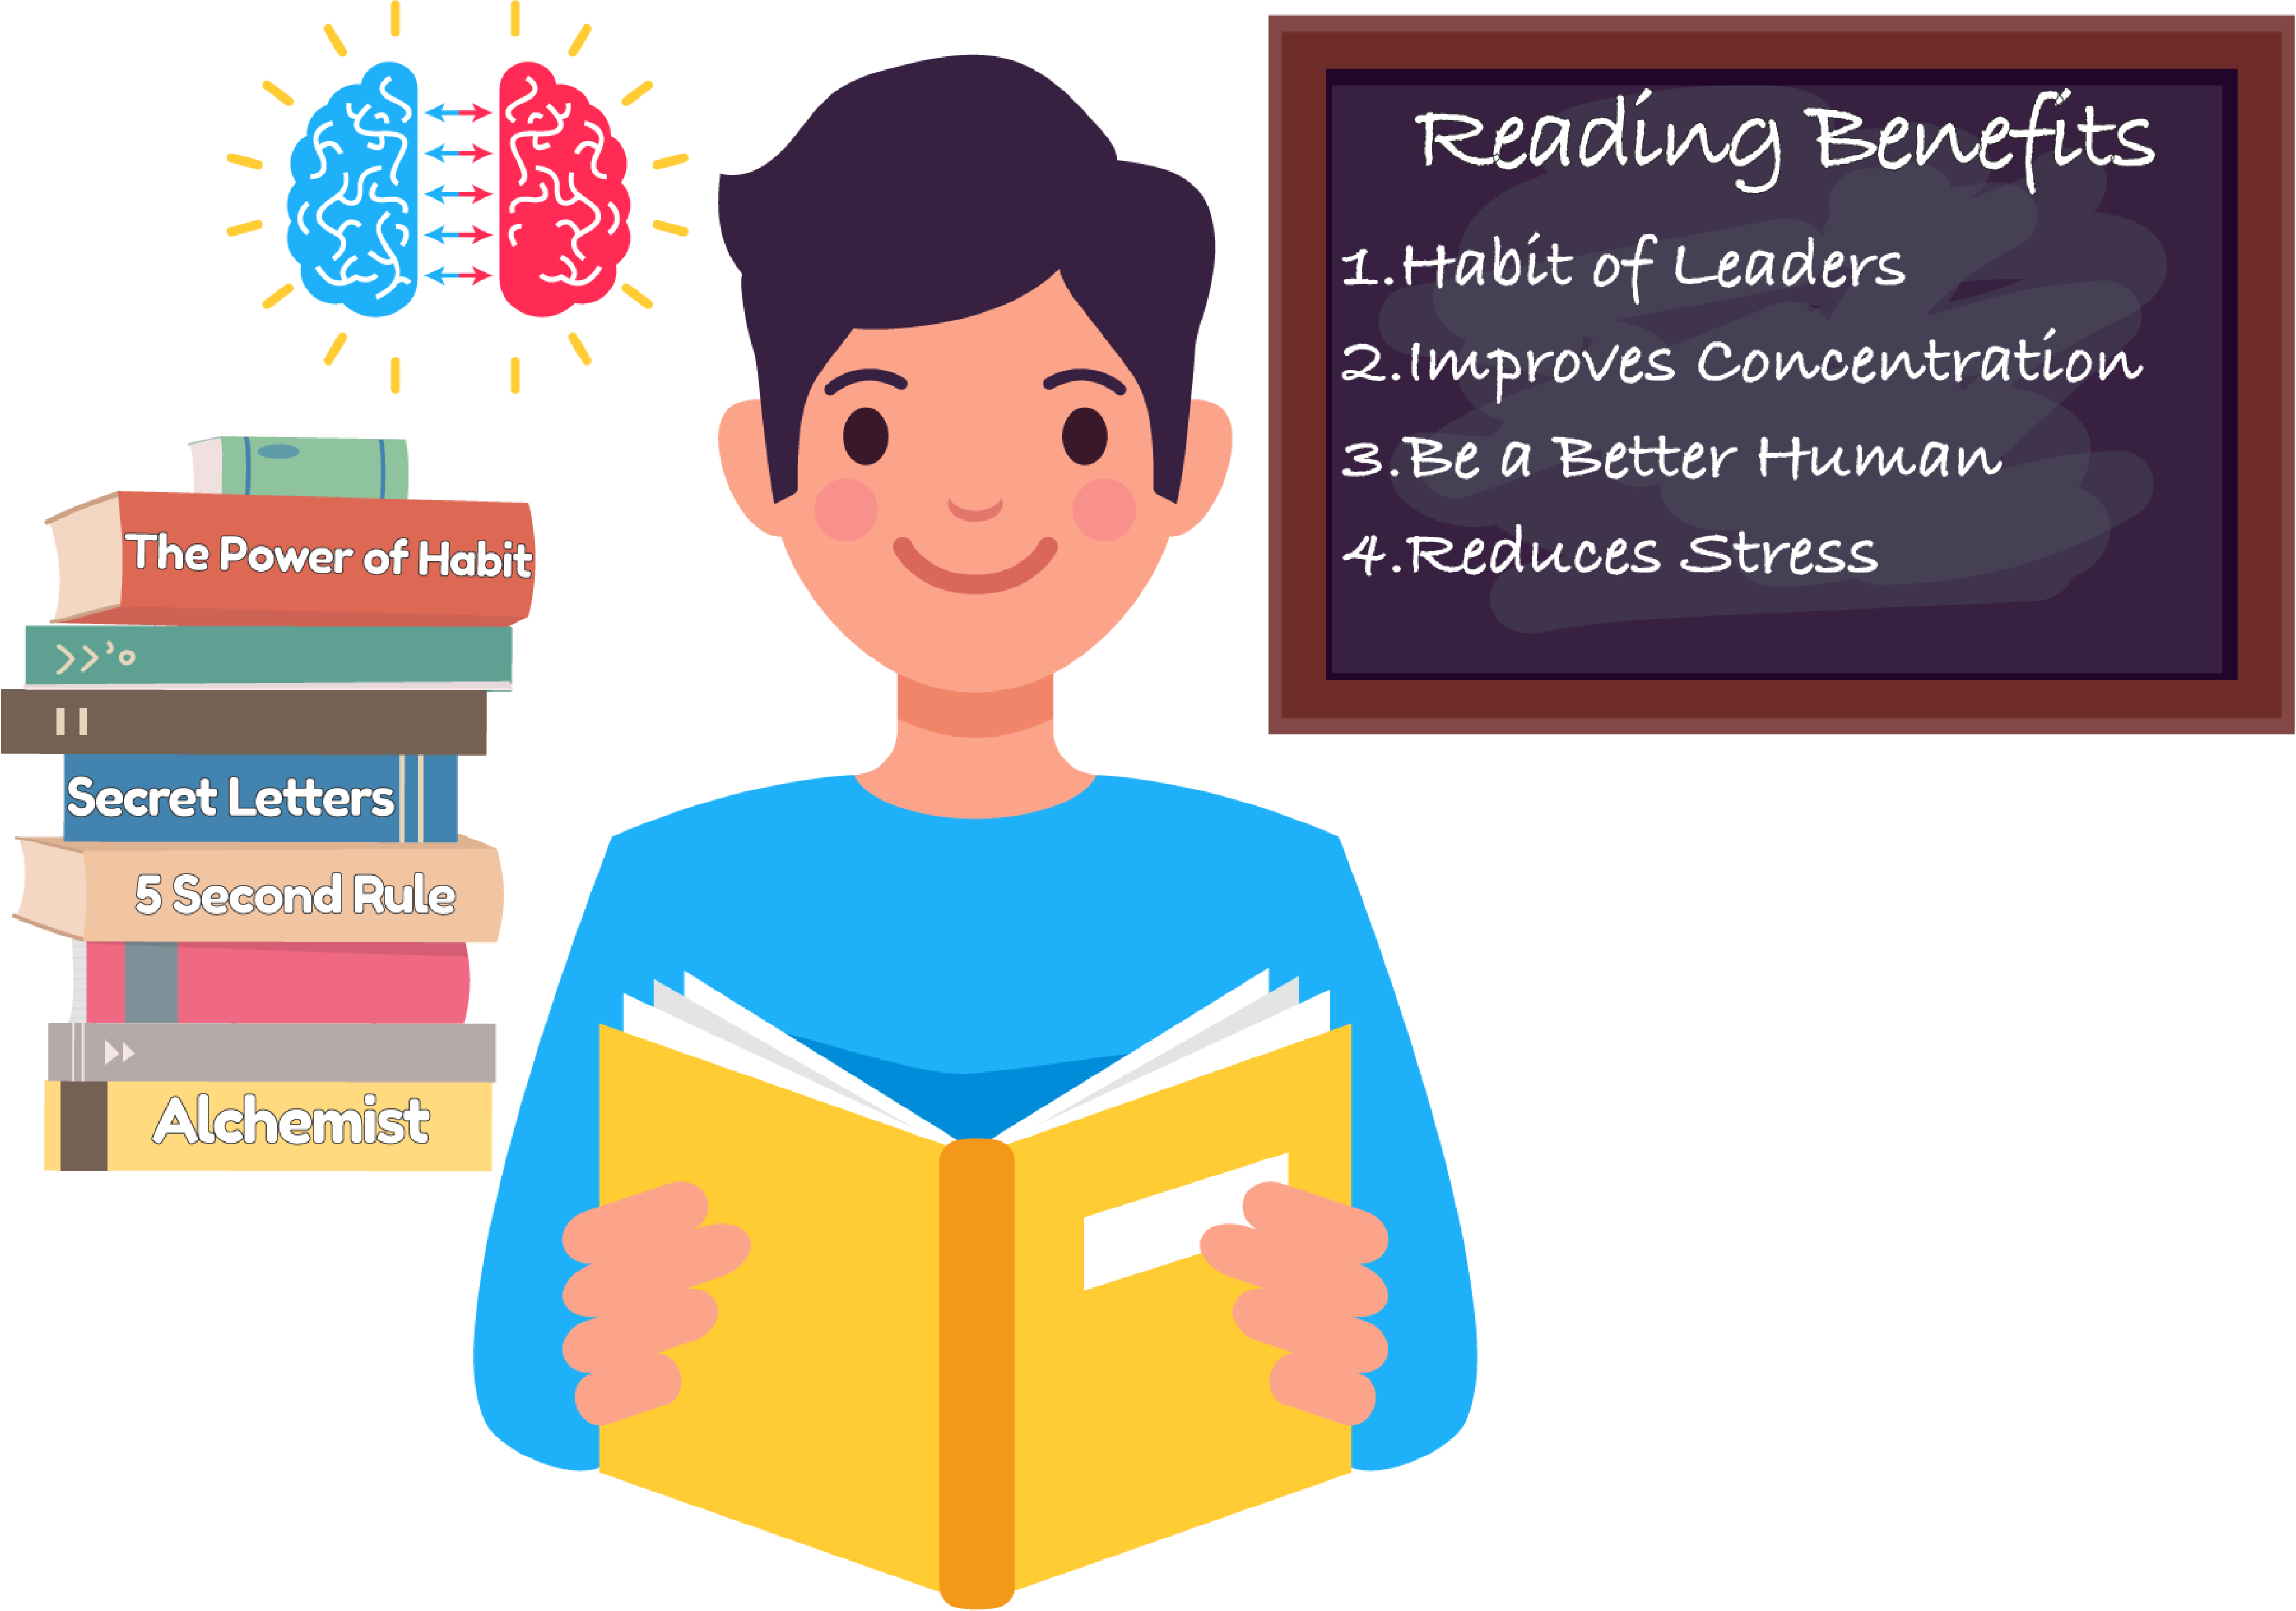 Reading Benefits
1.Habit of Leaders
2.Improves Concentration
3.Be a Better Human
4.Reduces Stress
The Power of Habit
Secret Letters
5 Second Rule
Alchemist